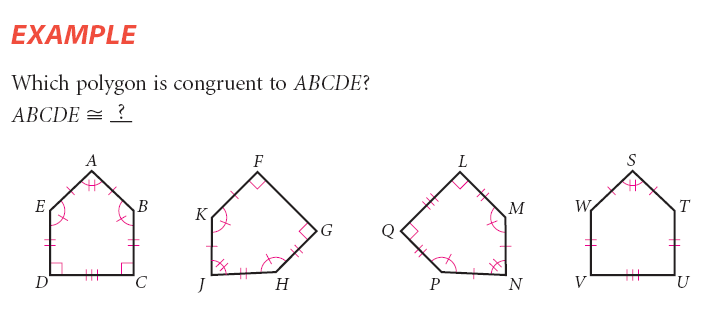 EXAMPLE
Which polygon is congruent to ABCDE?
ABCDE ≅ ?
A
F
L
S
E
B
K
M
W
T
G
Q
D
C
J
H
P
N
V
U